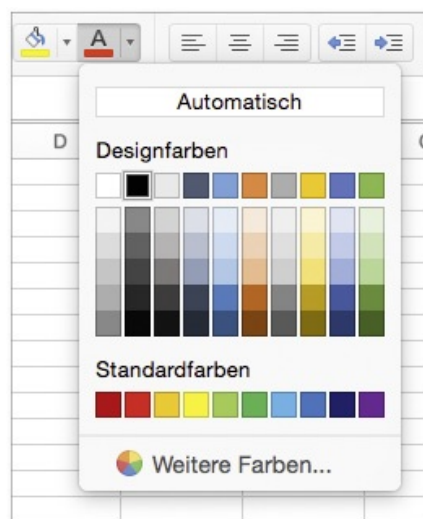 A
Automatisch
D
Designfarben
Standardfarben
Weitere Farben...